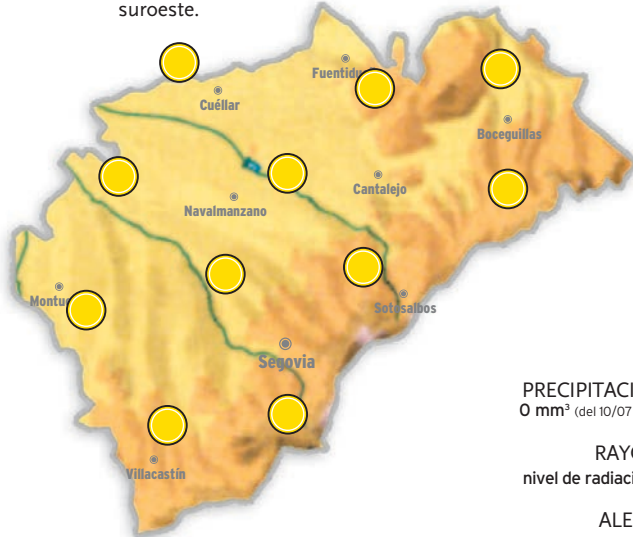 suroeste.
Fuentidu
Cuéllar
Boceguillas
Cantalejo
Navalmanzano
Montu
Sotosalbos
Segovia
Villacastín
PRECIPITACI
0 mm³ (del 10/07
RAYO
nivel de radiaci
ALE